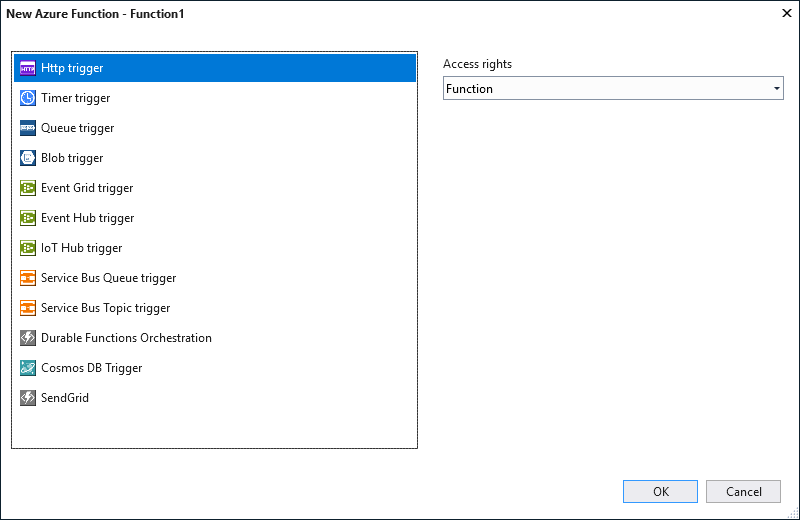 New Azure Function - Function1
HTTP Http trigger
Timer trigger
Queue trigger
Blob trigger
Event Grid trigger
Event Hub trigger
IoT Hub trigger
Service Bus Queue trigger
Service Bus Topic trigger
Durable Functions Orchestration
Cosmos DB Trigger
SendGrid
Access rights
Function
OK
Cancel